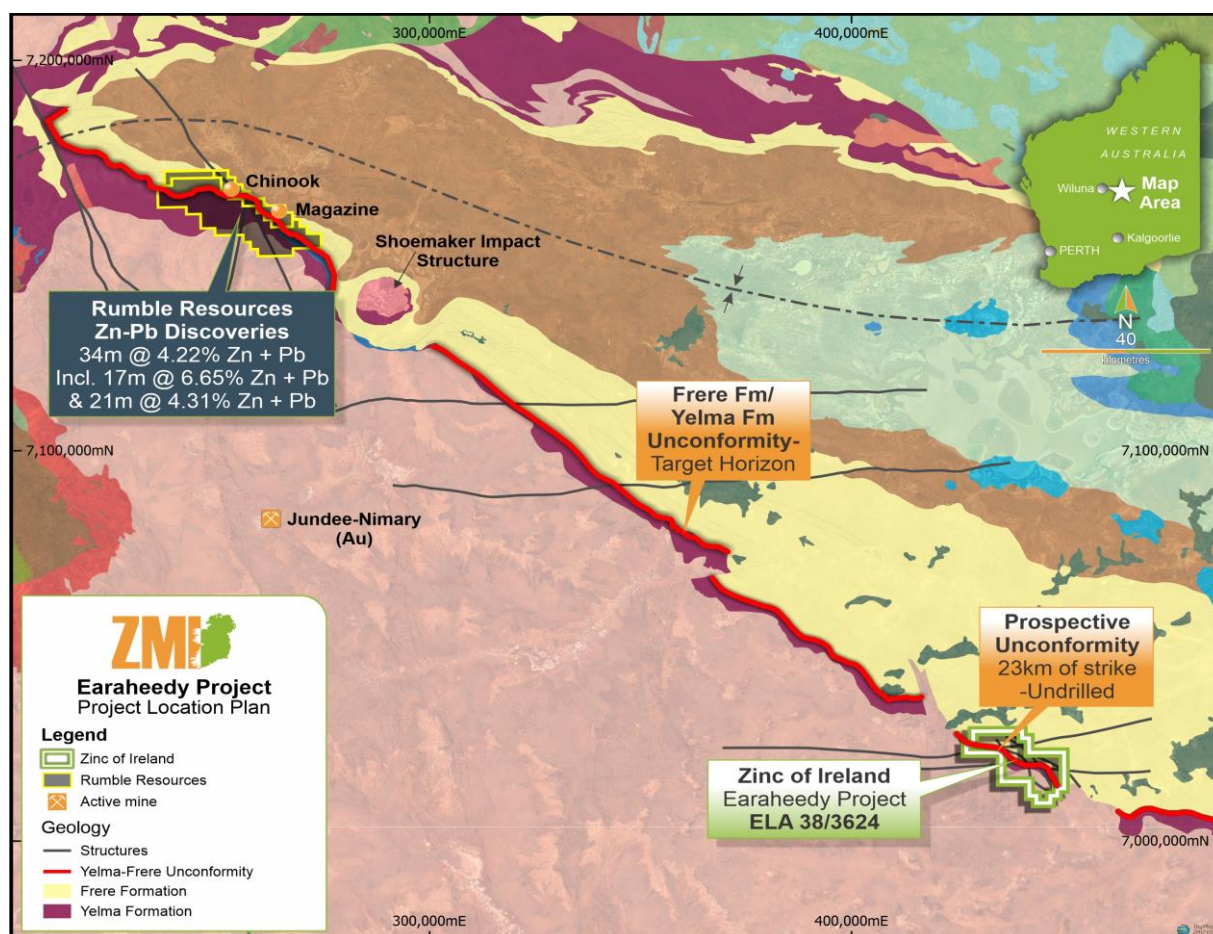 300,000mE
400,000mE
7,200,000mN
WESTERN
AUSTRALIA
Wiluna
Map
Area
Kalgoorlie
PERTH
Chinook
Magazine
Shoemaker Impact
Structure
N
40
kilometres
Rumble Resources
Zn-Pb Discoveries
34m @ 4.22% Zn + Pb
Incl. 17m @ 6.65% Zn + Pb
& 21m @ 4.31% Zn + Pb
Frere Fm/
Yelma Fm
Unconformity-
Target Horizon
7,100,000mN
7,100,000mN
Jundee-Nimary
(Au)
Prospective
Unconformity
23km of strike
-Undrilled
Zinc of Ireland
Earaheedy Project
ELA 38/3624
7,000,000mN
ZMI
Earaheedy Project
Project Location Plan
Legend
Zinc of Ireland
Rumble Resources
Active mine
Geology
Structures
Yelma-Frere Unconformity
Frere Formation
Yelma Formation
300,000mE
400,000mE